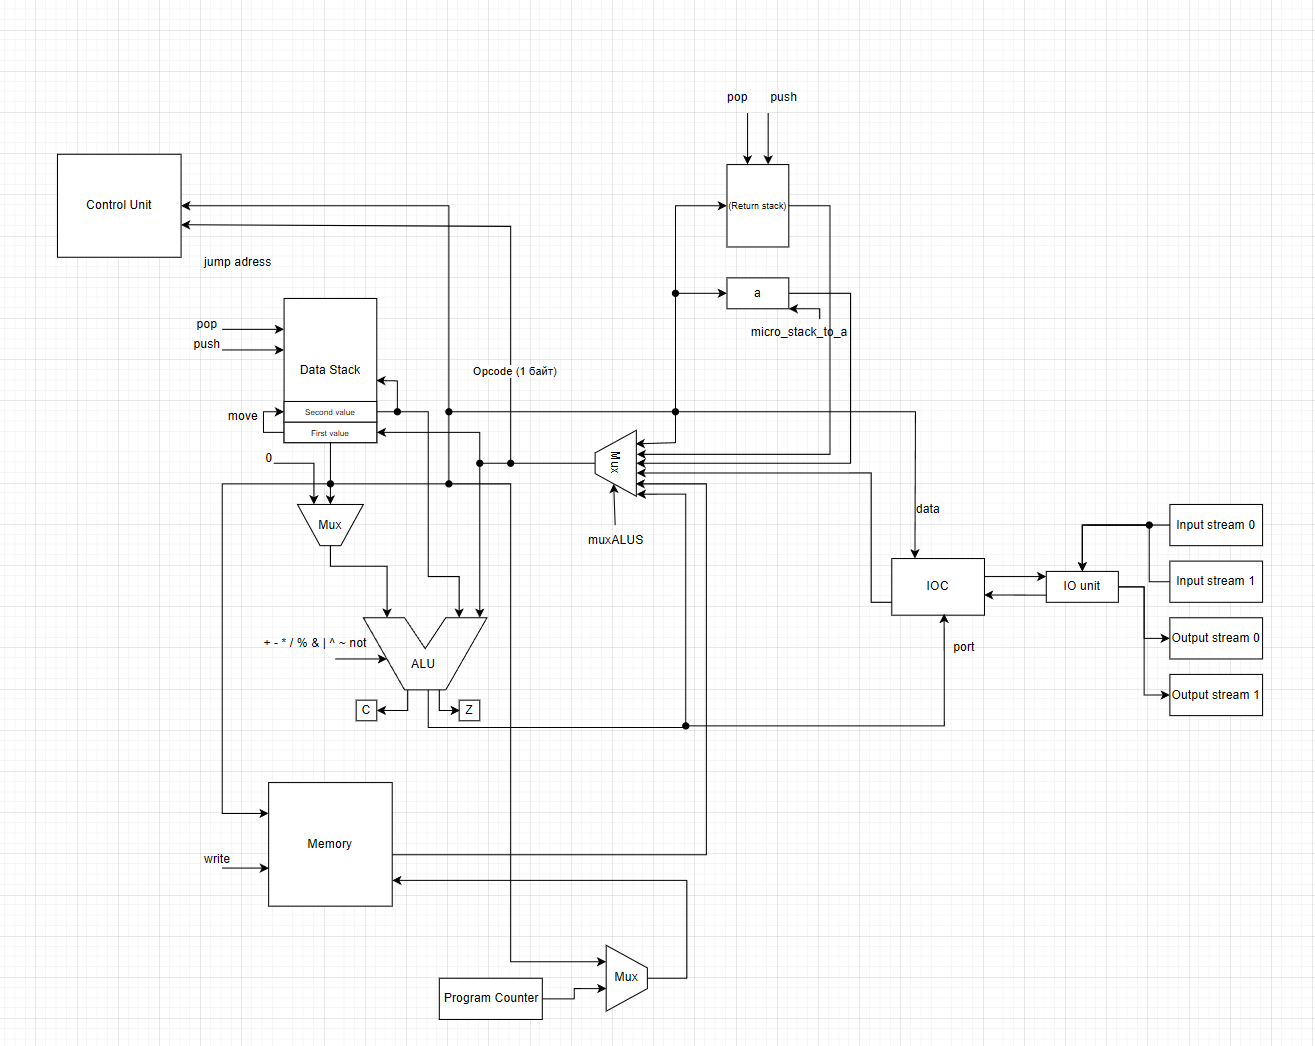 pop
push
Control Unit
(Return stack)
jump adress
a
pop
micro_stack_to_a
push
Data Stack
Opcode (1 байт)
move
Second value
First value
0
Mux
Mux
muxALUS
data
Input stream 0
IOC
IO unit
Input stream 1
+ - * / % & | ^ ~ not
port
Output stream 0
ALU
C
Z
Output stream 1
Memory
write
Mux
Program Counter